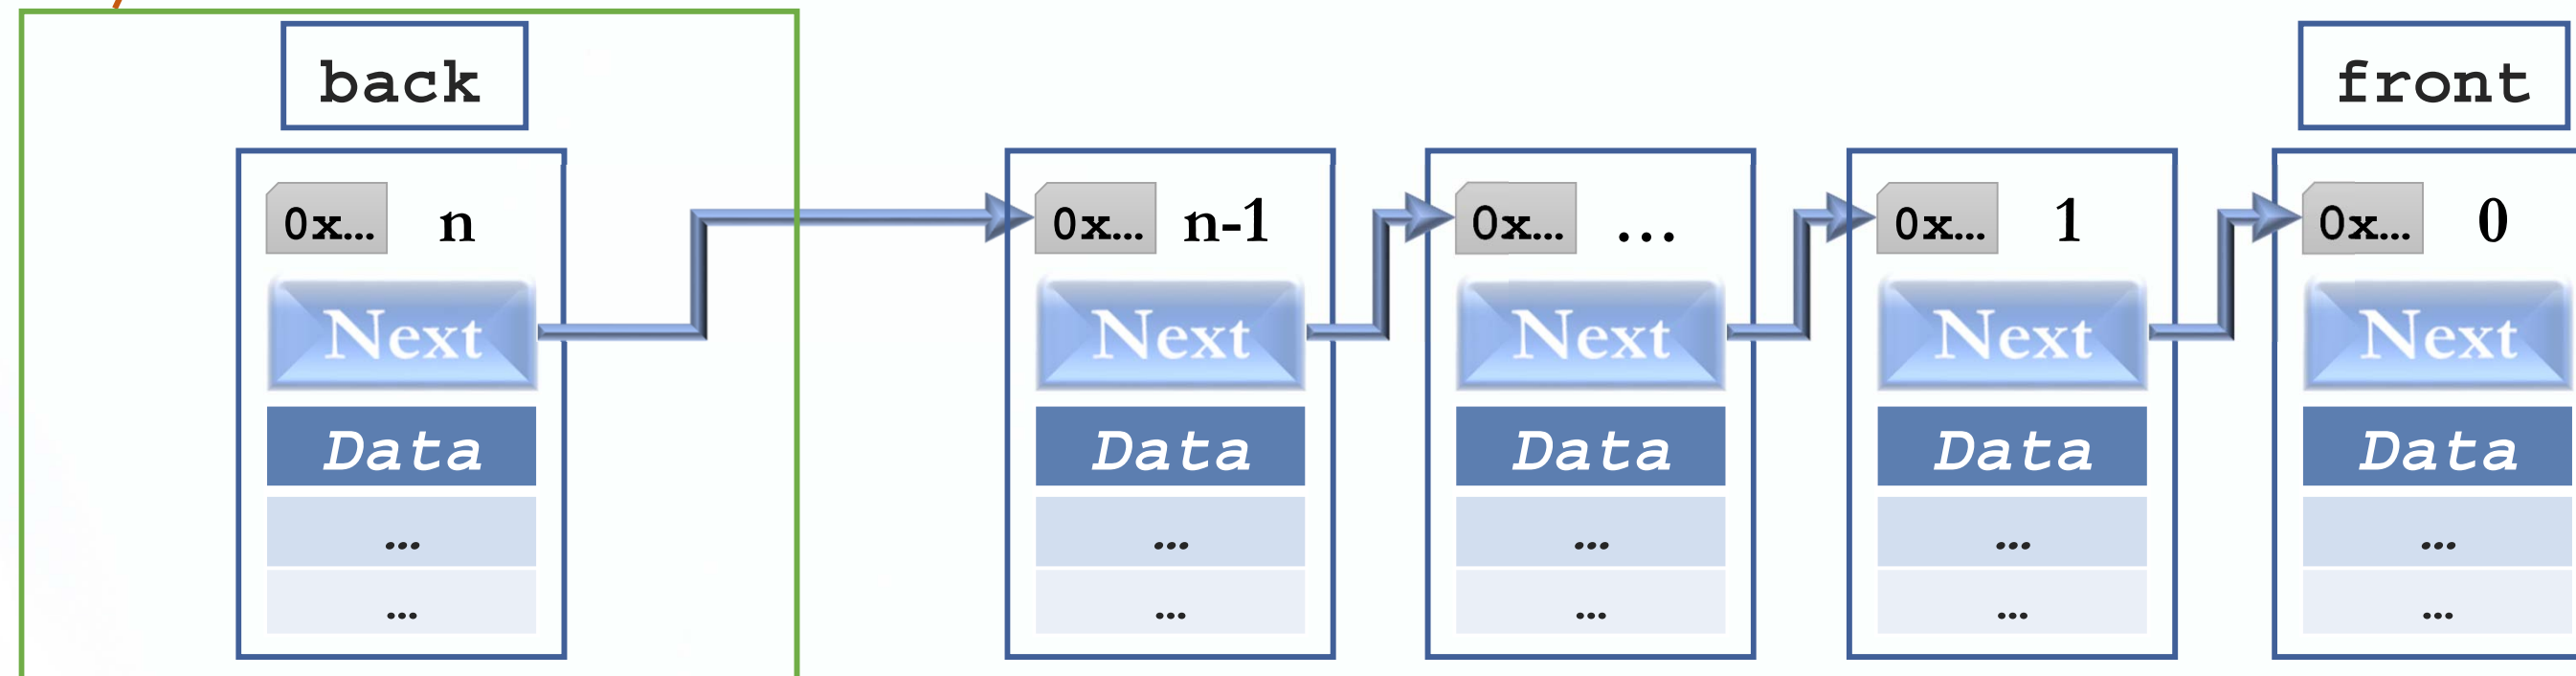 back
front
0x... n
0x... n-1
0x... ...
0x... 1
0x... 0
Next
Next
Next
Next
Next
Data
Data
Data
Data
Data
...
...
...
...
...
...
...
...
...
...